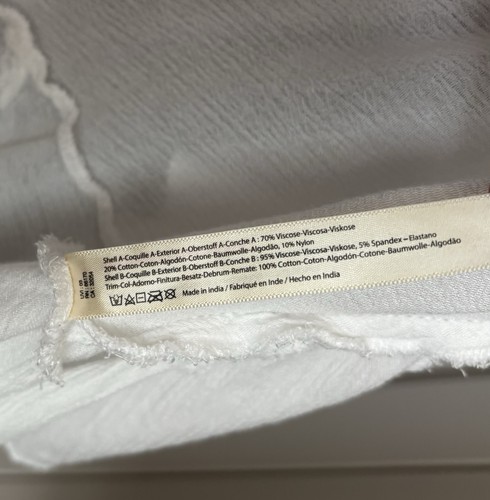 Shell A-Coquille A-Exterior A-Oberstoff A-Conche A : 70% Viscose-Viscosa-Viskose
20% Cotton-Coton-Algodón-Cotone-Baumwolle-Algodão, 10% Nylon
Shell B-Coquille B-Exterior B-Oberstoff B-Conche B : 95% Viscose-Viscosa-Viskose, 5% Spandex – Elastano
Trim-Col-Adorno-Finitura-Besatz-Debrum-Remate: 100% Cotton-Coton-Algodón-Cotone-Baumwolle-Algodão
Made in india / Fabriqué en Inde / Hecho en India